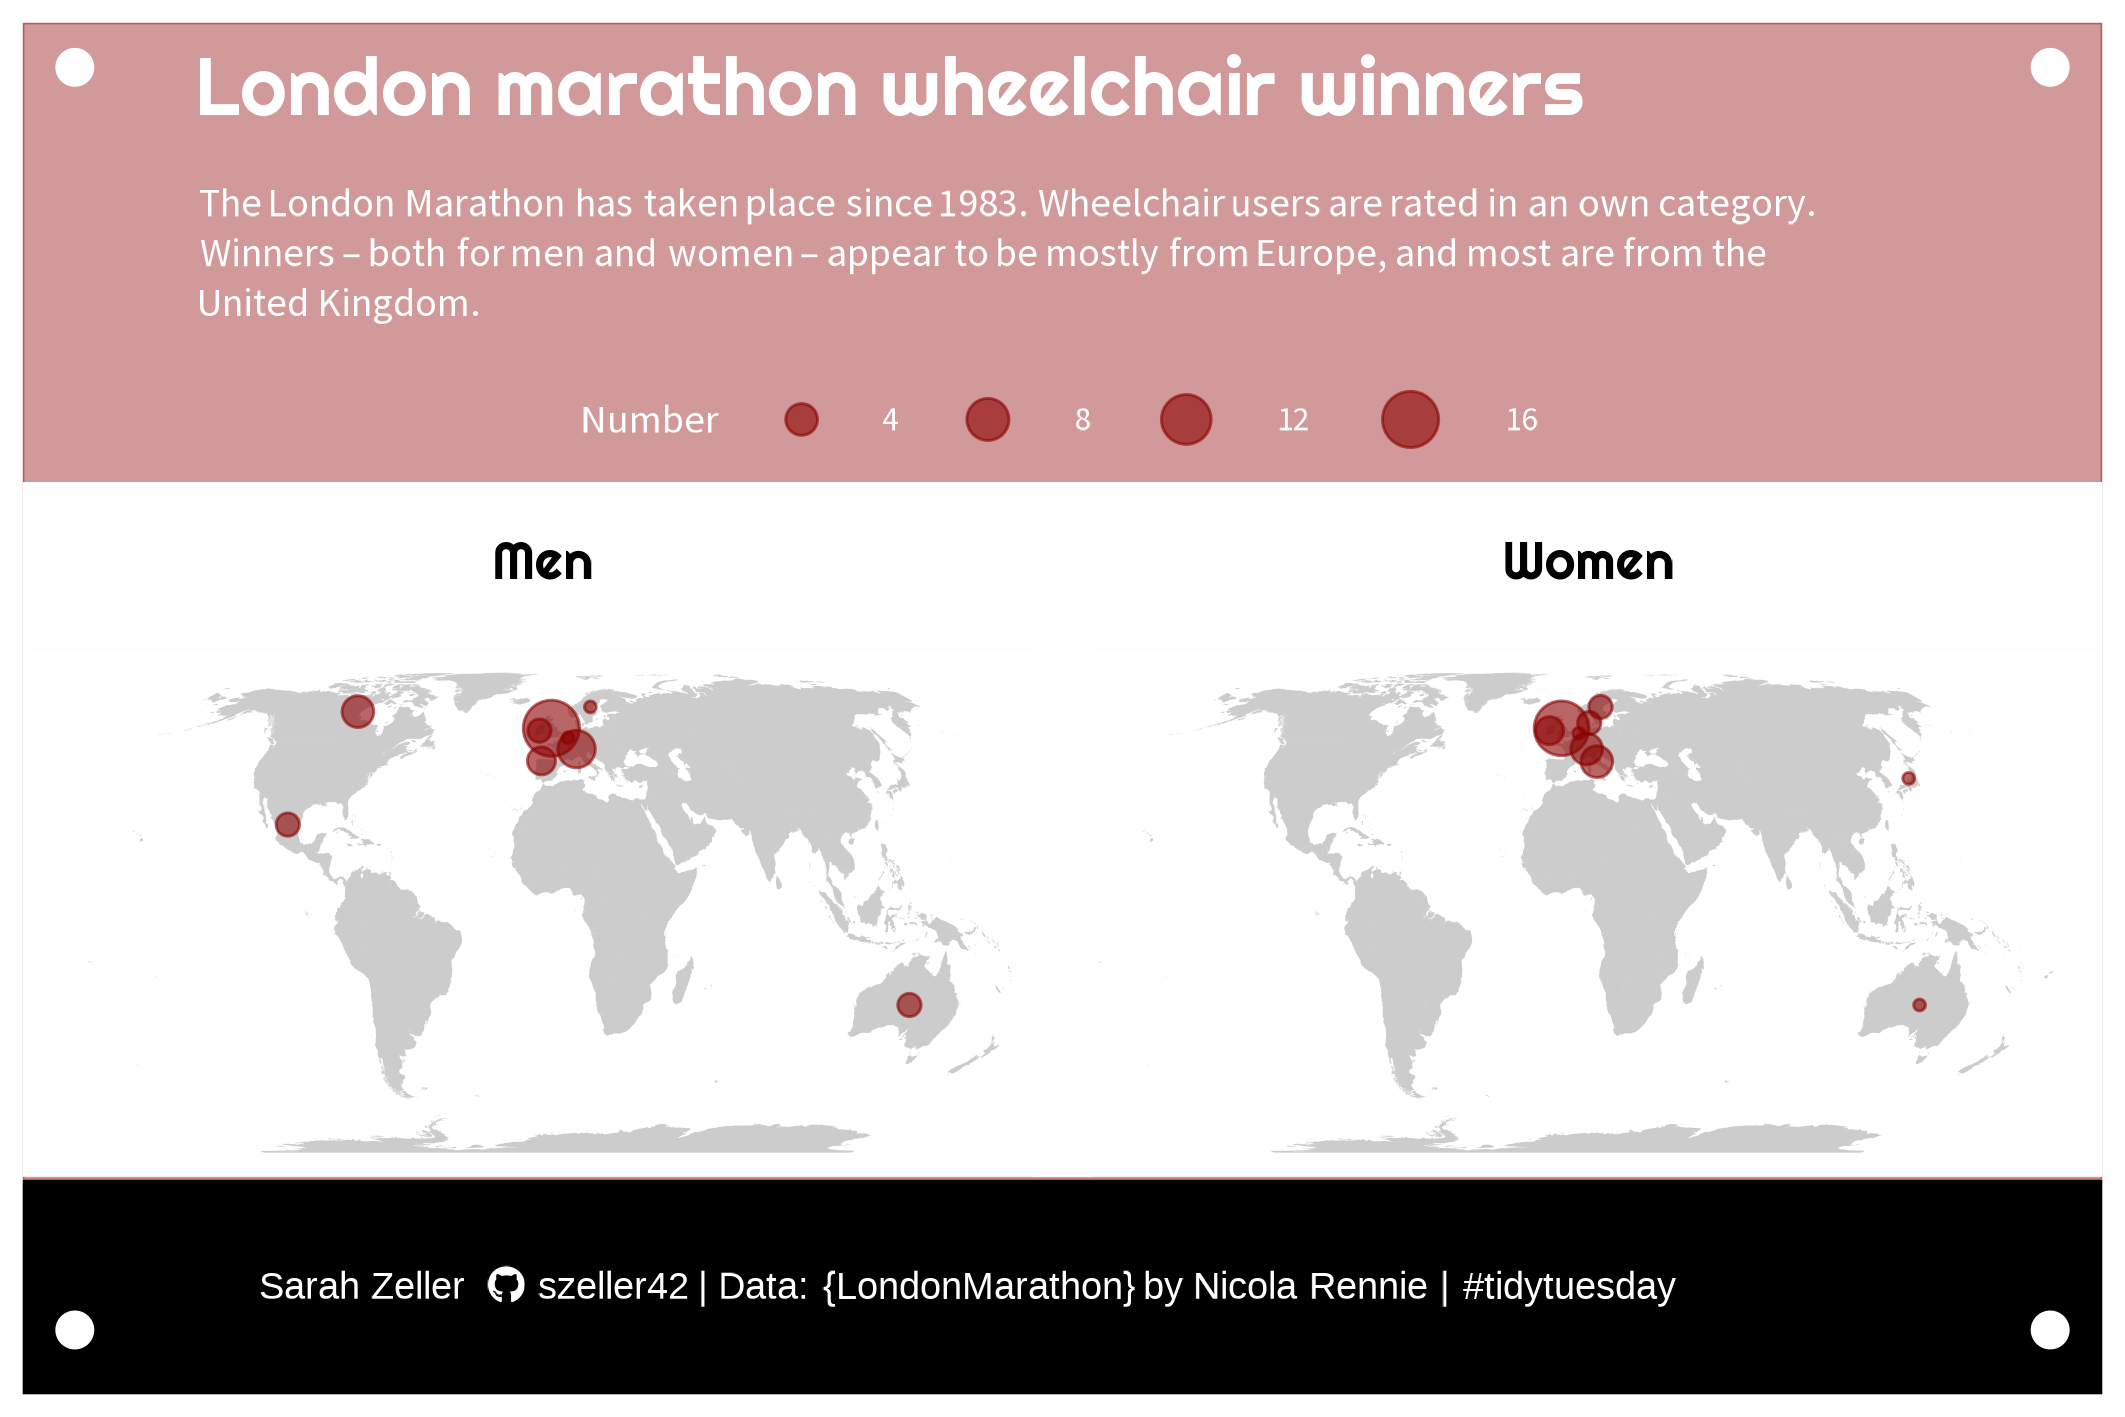 London marathon wheelchair winners
The London Marathon has taken place since 1983. Wheelchair users are rated in an own category.
Winners – both for men and women – appear to be mostly from Europe, and most are from the
United Kingdom.
Number 4 8 12 16
Men Women
Sarah Zeller szeller42 | Data: {LondonMarathon} by Nicola Rennie | #tidytuesday